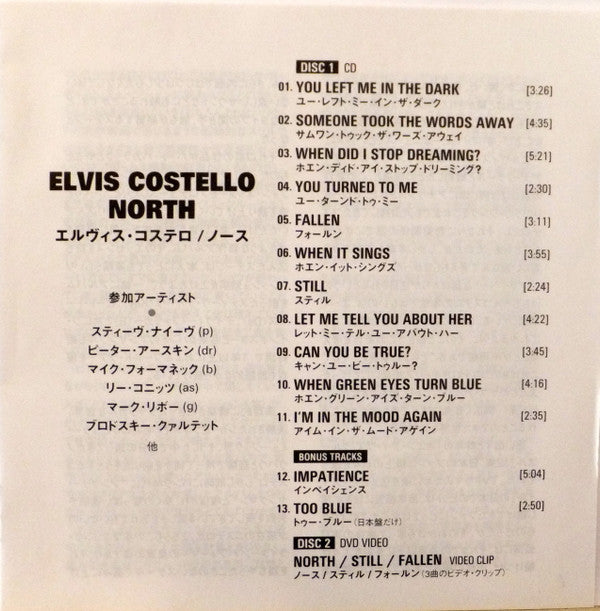 ELVIS COSTELLO
NORTH
エルヴィス・コステロ / ノース
参加アーティスト
●
スティーヴ・ナイーヴ (p)
ピーター・アースキン (dr)
マイク・フォーマネック (b)
リー・コニッツ (as)
マーク・リボー (g)
ブロドスキー・クァルテット
他
DISC 1 CD
01. YOU LEFT ME IN THE DARK [3:26]
ユー・レフト・ミー・イン・ザ・ダーク
02. SOMEONE TOOK THE WORDS AWAY [4:35]
サムワン・トゥック・ザ・ワーズ・アウェイ
03. WHEN DID I STOP DREAMING? [5:21]
ホエン・ディド・アイ・ストップ・ドリーミング?
04. YOU TURNED TO ME [2:30]
ユー・ターンド・トゥ・ミー
05. FALLEN [3:11]
フォールン
06. WHEN IT SINGS [3:55]
ホエン・イット・シングズ
07. STILL [2:24]
スティル
08. LET ME TELL YOU ABOUT HER [4:22]
レット・ミー・テル・ユー・アバウト・ハー
09. CAN YOU BE TRUE? [3:45]
キャン・ユー・ビー・トゥルー?
10. WHEN GREEN EYES TURN BLUE [4:16]
ホエン・グリーン・アイズ・ターン・ブルー
11. I'M IN THE MOOD AGAIN [2:35]
アイム・イン・ザ・ムード・アゲイン
BONUS TRACKS
12. IMPATIENCE [5:04]
インペイシェンス
13. TOO BLUE [2:50]
トゥー・ブルー (日本盤だけ)
DISC 2 DVD VIDEO
NORTH / STILL / FALLEN VIDEO CLIP
ノース / スティル / フォールン (3曲のビデオ・クリップ)